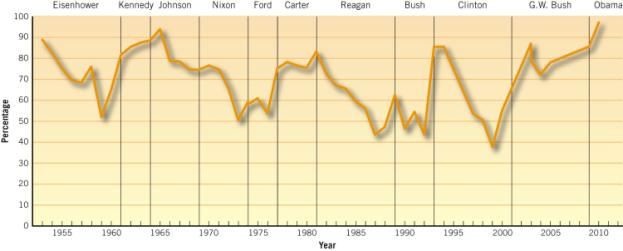 Eisenhower Kennedy Johnson Nixon Ford Carter Reagan Bush Clinton G.W. Bush Obama
100
90
80
70
60
50
40
30
20
10
0
Percentage
1955 1960 1965 1970 1975 1980 1985 1990 1995 2000 2005 2010
Year